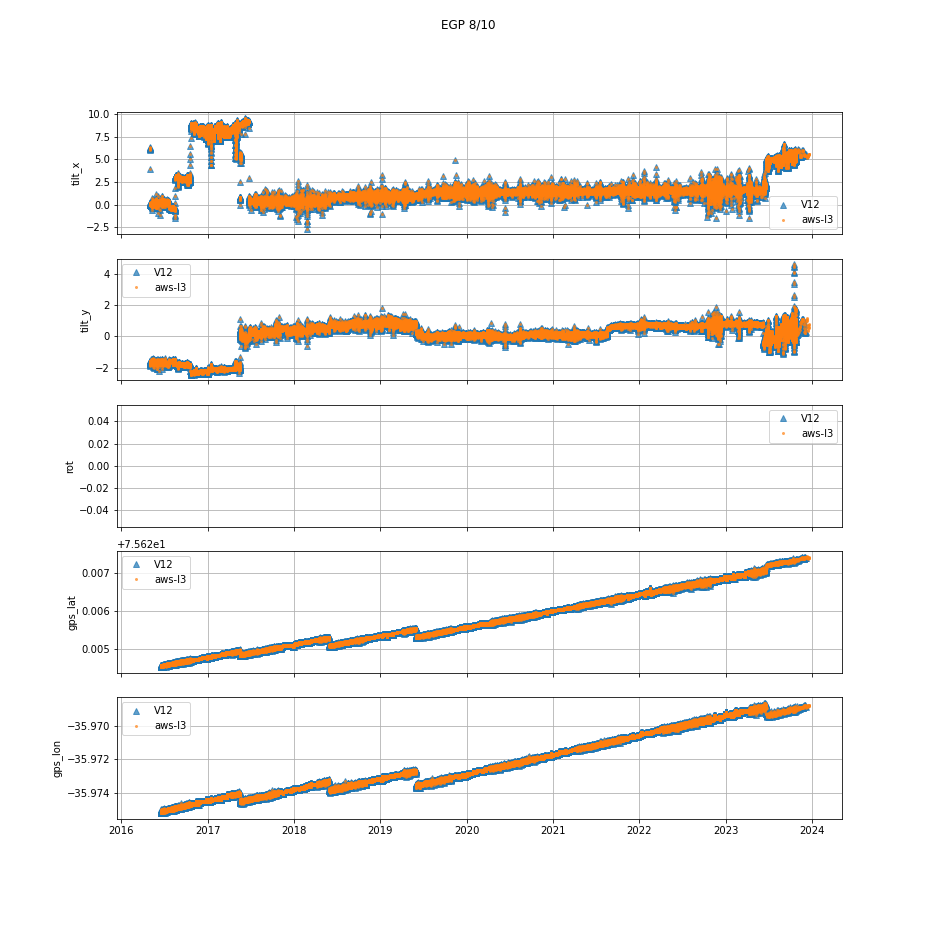 EGP 8/10
10.0
7.5
5.0
2.5
0.0
−2.5
tilt_x
V12
aws-l3
4
2
0
−2
tilt_y
V12
aws-l3
0.04
0.02
0.00
−0.02
−0.04
rot
V12
aws-l3
+7.562e1
0.007
0.006
0.005
gps_lat
V12
aws-l3
−35.970
−35.972
−35.974
gps_lon
V12
aws-l3
2016 2017 2018 2019 2020 2021 2022 2023 2024